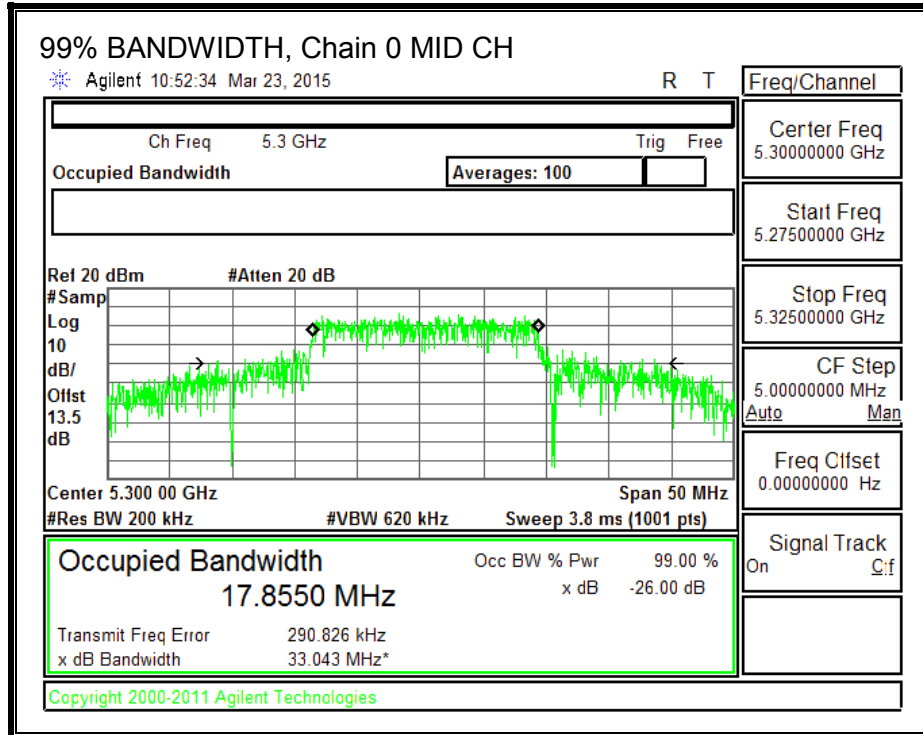 99% BANDWIDTH, Chain 0 MID CH
Agilent 10:52:34 Mar 23, 2015 R T
Freq/Channel
Ch Freq 5.3 GHz Trig Free
Occupied Bandwidth Averages: 100
Center Freq
5.30000000 GHz
Start Freq
5.27500000 GHz
Stop Freq
5.32500000 GHz
CF Step
5.00000000 MHz
Auto Man
Freq Offset
0.00000000 Hz
Signal Track
On Off
Ref 20 dBm #Atten 20 dB
#Samp
Log
10
dB/
Offst
13.5
dB
Center 5.300 00 GHz Span 50 MHz
#Res BW 200 kHz #VBW 620 kHz Sweep 3.8 ms (1001 pts)
Occupied Bandwidth
17.8550 MHz
Occ BW % Pwr 99.00 %
x dB -26.00 dB
Transmit Freq Error 290.826 kHz
x dB Bandwidth 33.043 MHz*
Copyright 2000-2011 Agilent Technologies